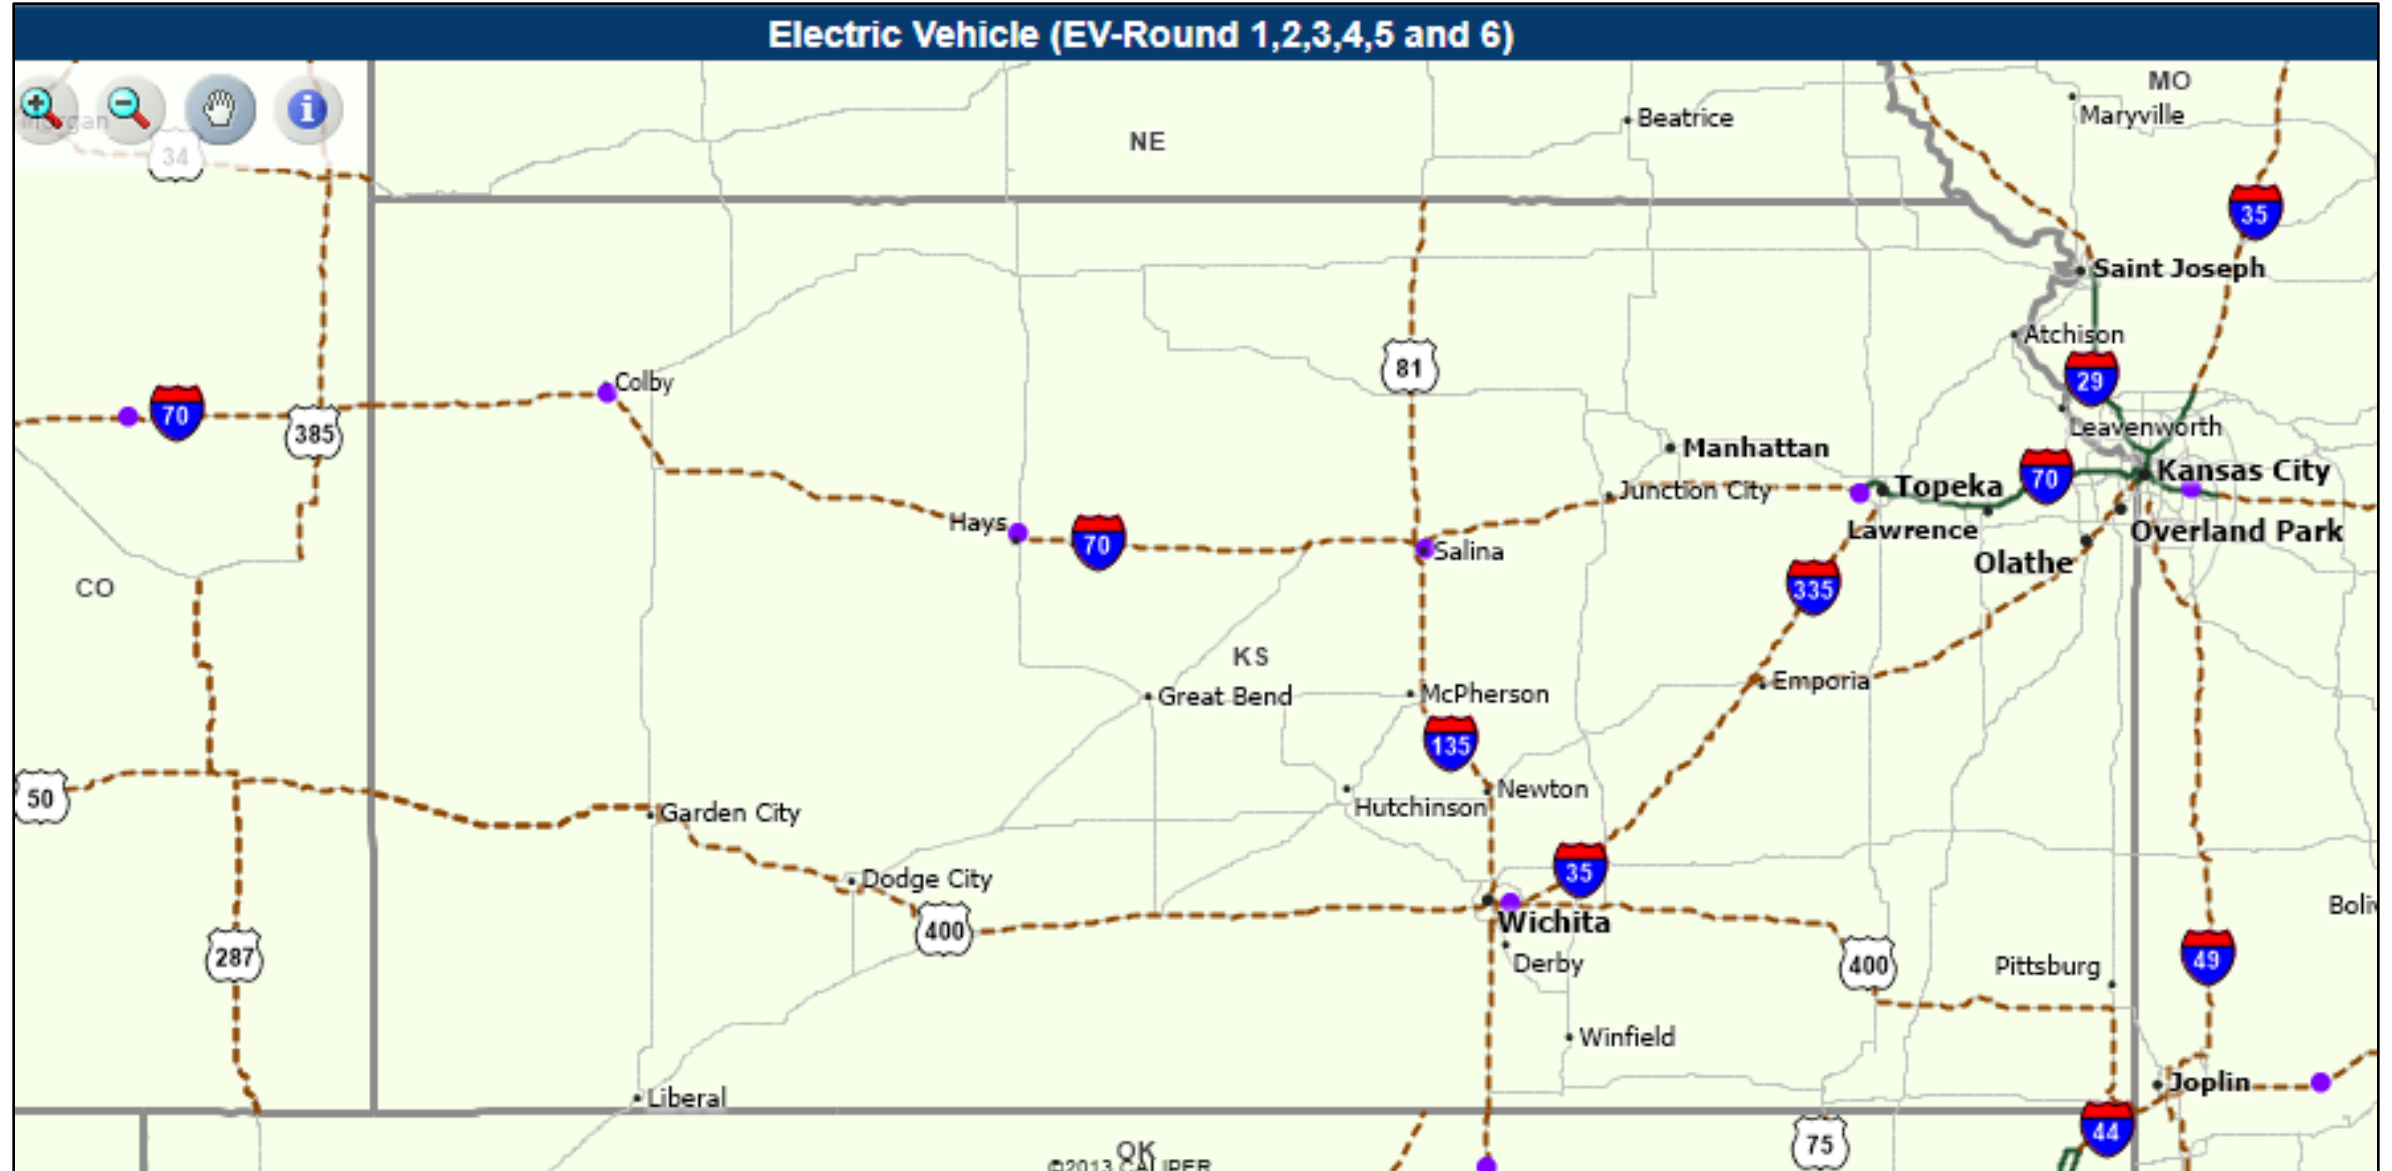 Electric Vehicle (EV-Round 1,2,3,4,5 and 6)
MO
Maryville
Beatrice
NE
34
35
Saint Joseph
Atchison
81
29
Colby
70
385
Leavenworth
Manhattan
Kansas City
70
Topeka
Junction City
Hays
70
Lawrence
Overland Park
Salina
Olathe
CO
335
KS
Emporia
Great Bend
McPherson
135
50
Newton
Hutchinson
Garden City
35
Dodge City
Wichita
400
Boliv
287
Derby
400
Pittsburg
49
Winfield
Liberal
Joplin
44
75
OK
©2013 CALIPER